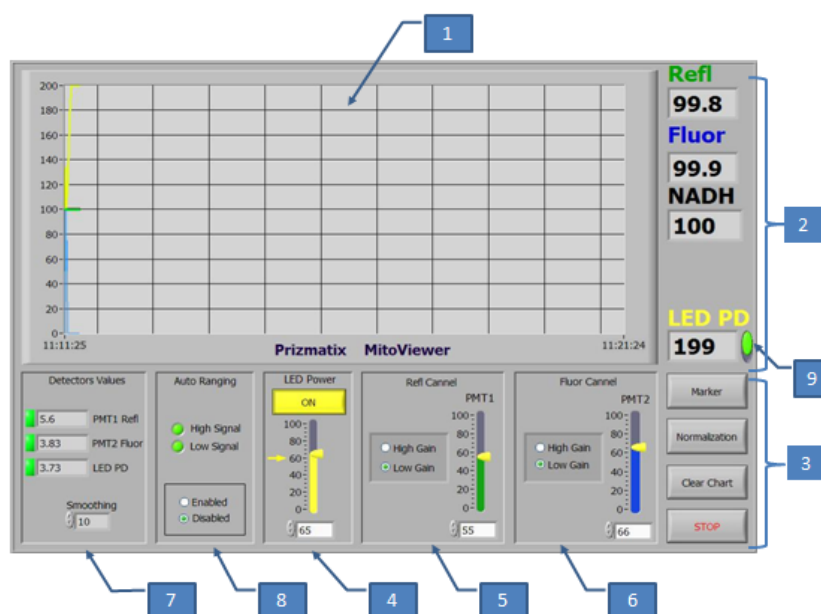 1
Refl
99.8
Fluor
99.9
NADH
100
2
LED PD
199
9
200
180
160
140
120
100
80
60
40
20
0
11:11:25
11:21:24
Prizmatix MitoViewer
Detectors Values
5.6 PMT1 Refl
3.83 PMT2 Fluor
3.73 LED PD
Smoothing
10
Auto Ranging
High Signal
Low Signal
Enabled
Disabled
LED Power
ON
100
80
60
40
20
0
65
Refl Cannel
PMT1
High Gain
Low Gain
100
80
60
40
20
0
55
Fluor Cannel
PMT2
High Gain
Low Gain
100
80
60
40
20
0
66
Marker
Normalization
Clear Chart
STOP
3
7
8
4
5
6